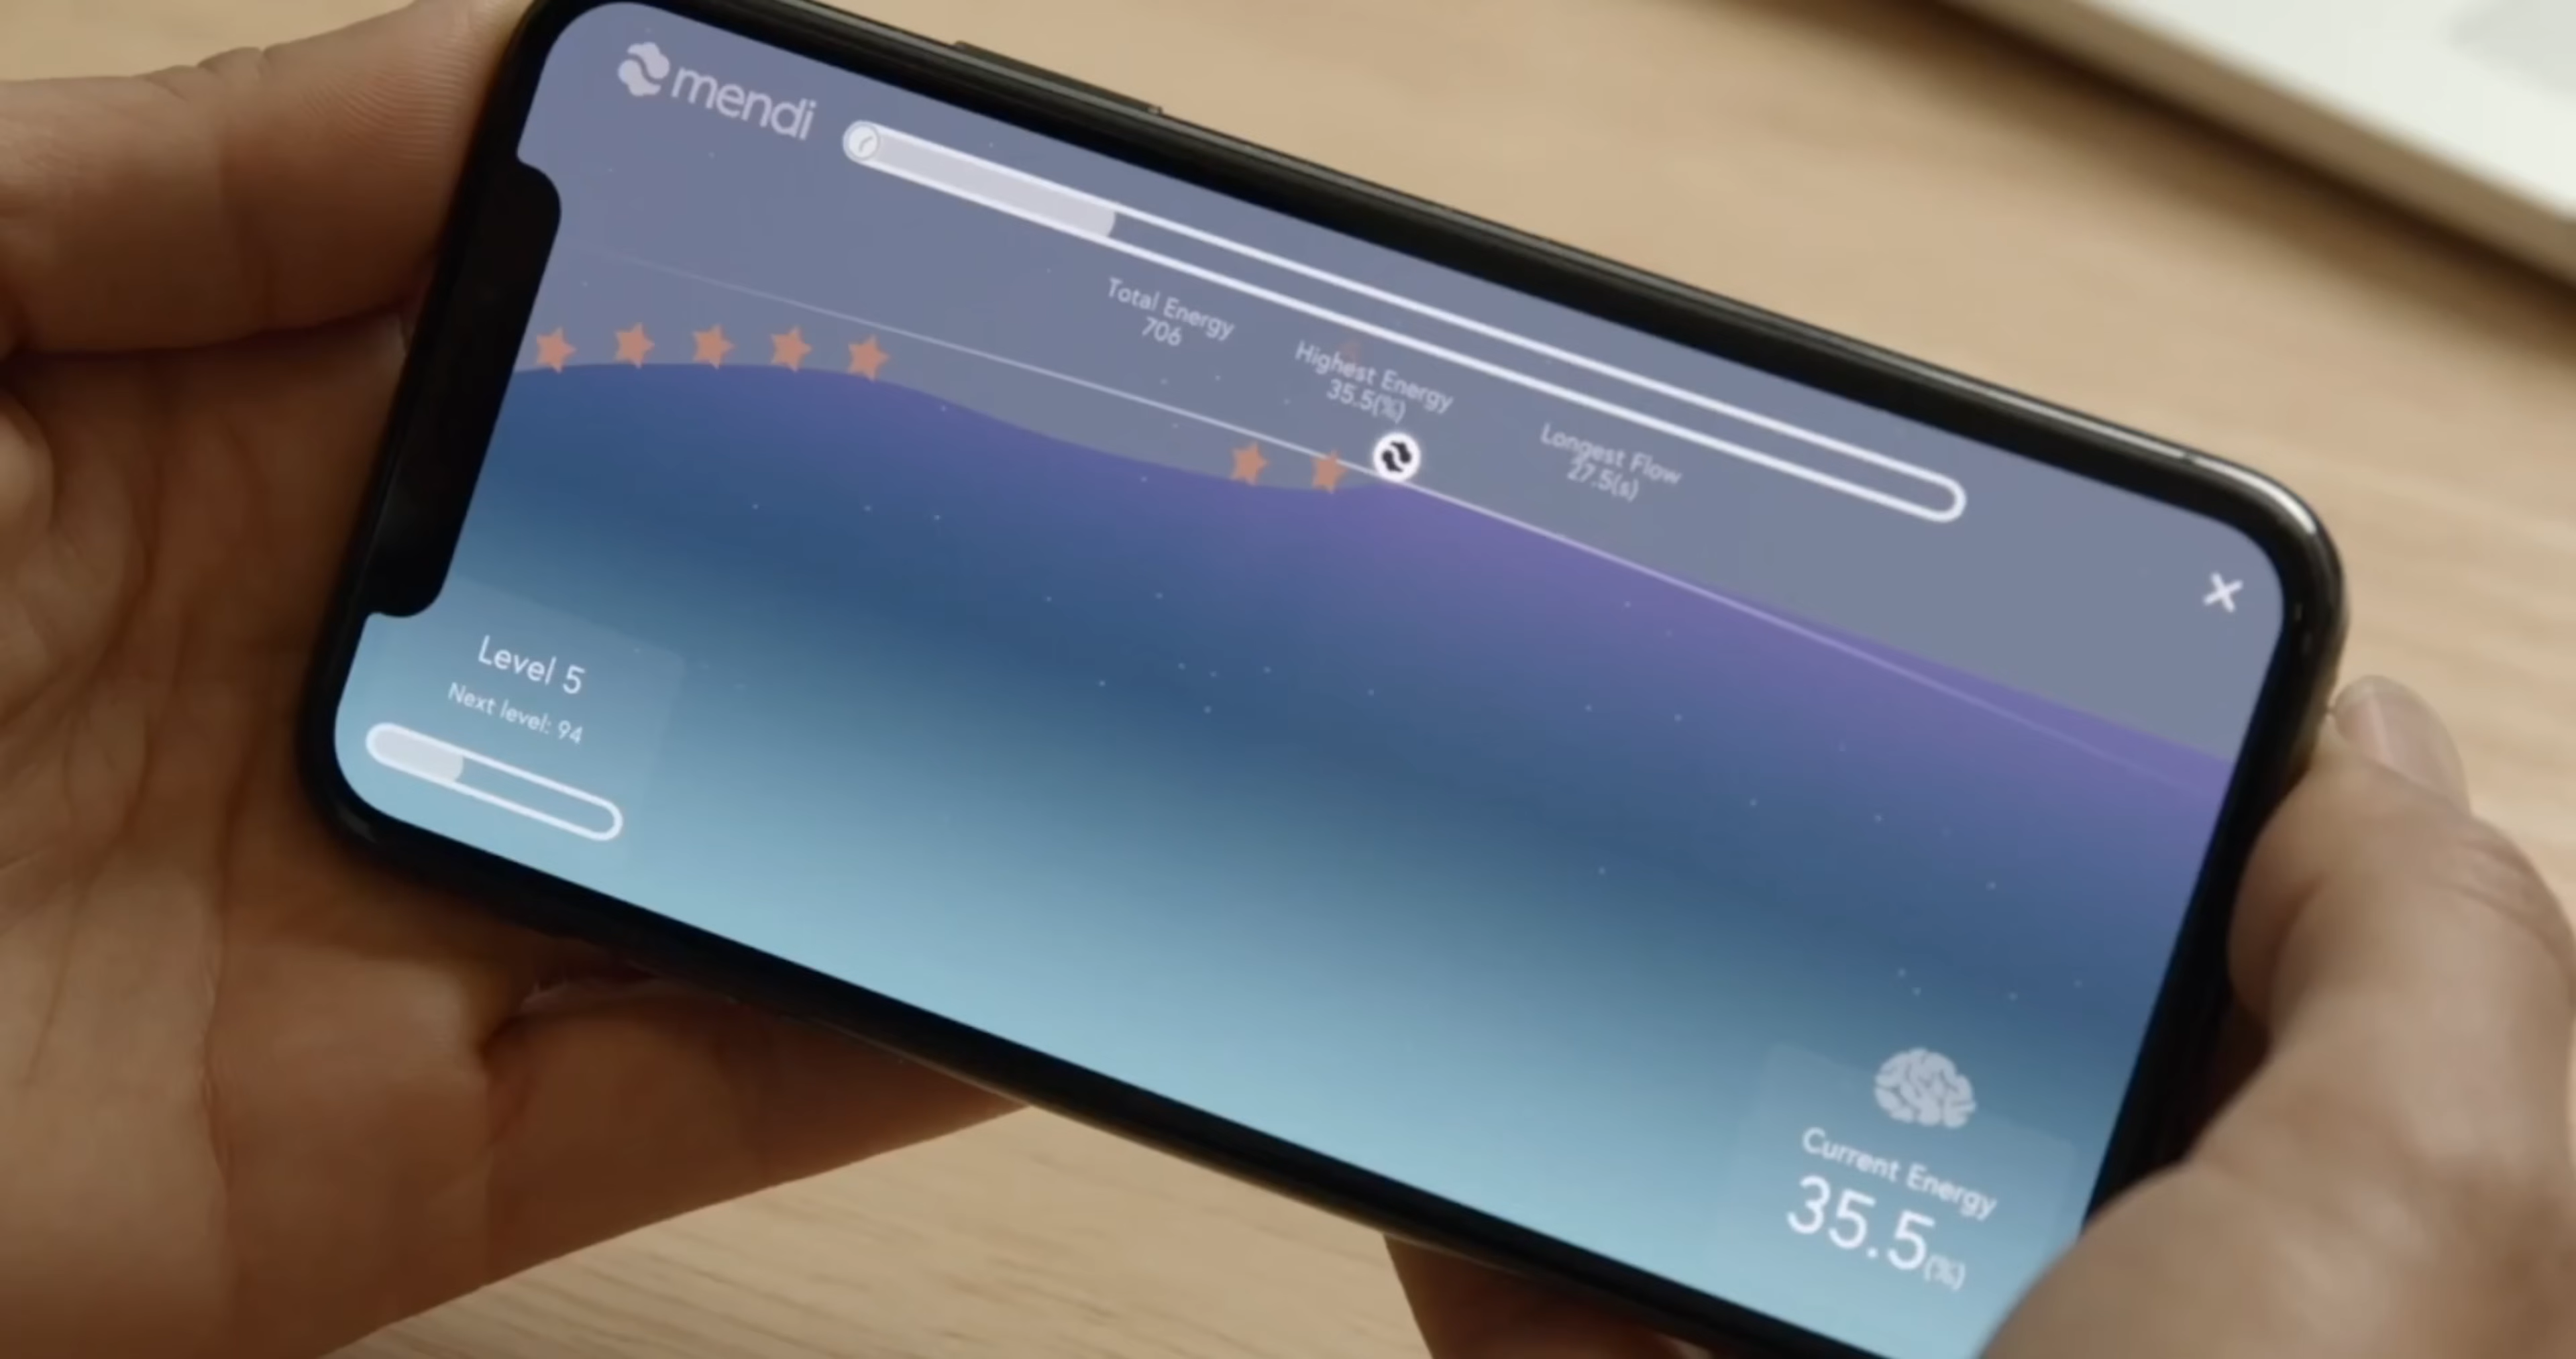 mendi
Total Energy
706
Highest Energy
35.5(%)
Longest Flow
27.5(s)
Level 5
Next level: 94
Current Energy
35.5(%)